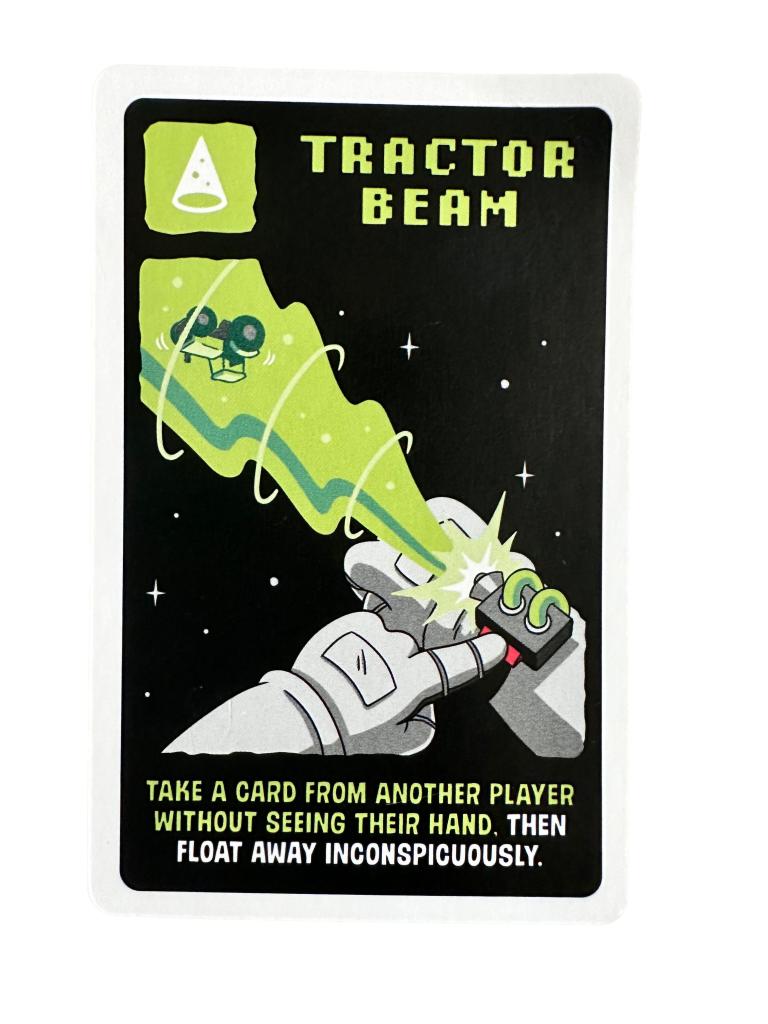 TRACTOR
BEAM
TAKE A CARD FROM ANOTHER PLAYER
WITHOUT SEEING THEIR HAND. THEN
FLOAT AWAY INCONSPICUOUSLY.